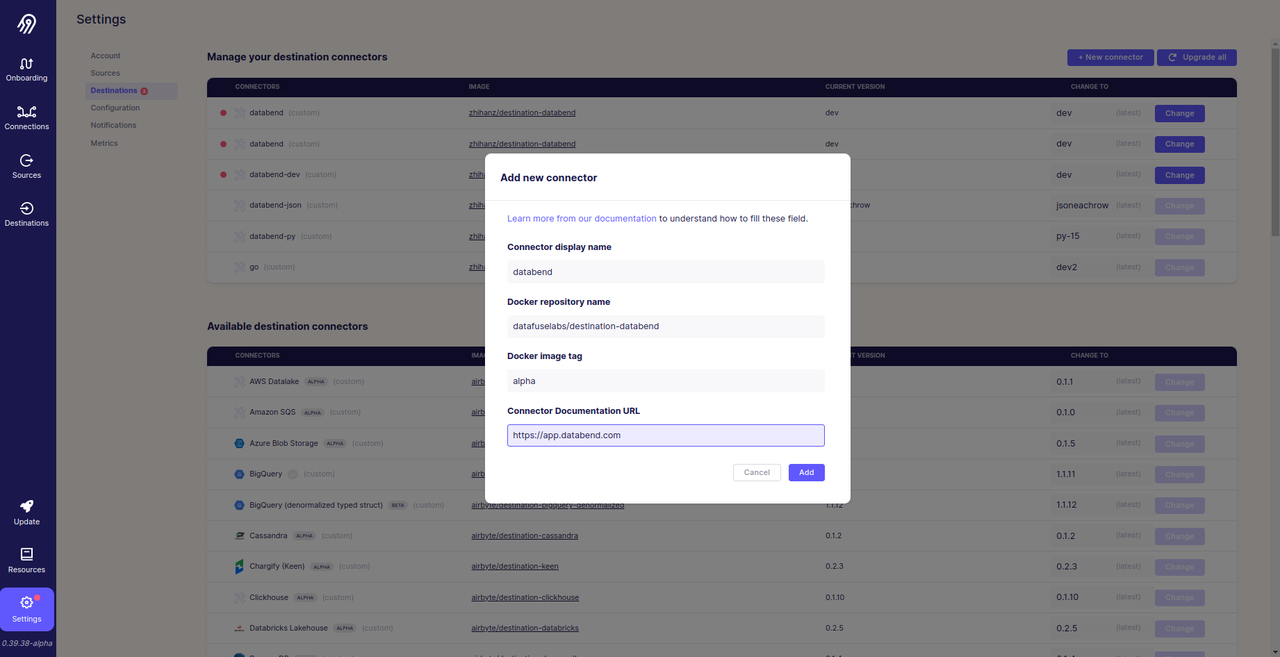 Settings
Onboarding
Connections
Sources
Destinations
Update
Resources
Settings
0.39.38-alpha
Account
Sources
Destinations 3
Configuration
Notifications
Metrics
Manage your destination connectors
+ New connector
Upgrade all
CONNECTORS IMAGE CURRENT VERSION CHANGE TO
databend (custom) zhihanz/destination-databend dev dev (latest) Change
databend (custom) zhihanz/destination-databend dev dev (latest) Change
databend-dev (custom) zhih dev (latest) Change
databend-json (custom) zhih hrow jsoneachrow (latest) Change
databend-py (custom) zhih py-15 (latest) Change
go (custom) zhih dev2 (latest) Change
Add new connector
Learn more from our documentation to understand how to fill these field.
Connector display name
databend
Docker repository name
datafuselabs/destination-databend
Docker image tag
alpha
Connector Documentation URL
https://app.databend.com
Cancel Add
Available destination connectors
CONNECTORS IMA T VERSION CHANGE TO
AWS Datalake ALPHA (custom) airb 0.1.1 (latest) Change
Amazon SQS ALPHA (custom) airb 0.1.0 (latest) Change
Azure Blob Storage ALPHA (custom) airb 0.1.5 (latest) Change
BigQuery (custom) airb 1.1.11 (latest) Change
BigQuery (denormalized typed struct) BETA (custom) airbyte/destination-bigquery-denormalized 1.1.12 1.1.12 (latest) Change
Cassandra ALPHA (custom) airbyte/destination-cassandra 0.1.2 0.1.2 (latest) Change
Chargify (Keen) ALPHA (custom) airbyte/destination-keen 0.2.3 0.2.3 (latest) Change
Clickhouse ALPHA (custom) airbyte/destination-clickhouse 0.1.10 0.1.10 (latest) Change
Databricks Lakehouse ALPHA (custom) airbyte/destination-databricks 0.2.5 0.2.5 (latest) Change